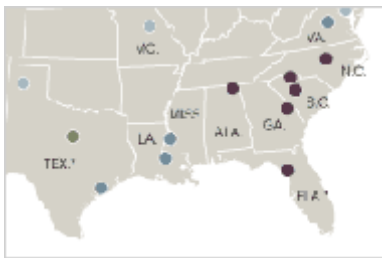 MO.
VA.
N.C.
MISS.
S.C.
LA.
ALA.
GA.
TEX.*
FLA.*